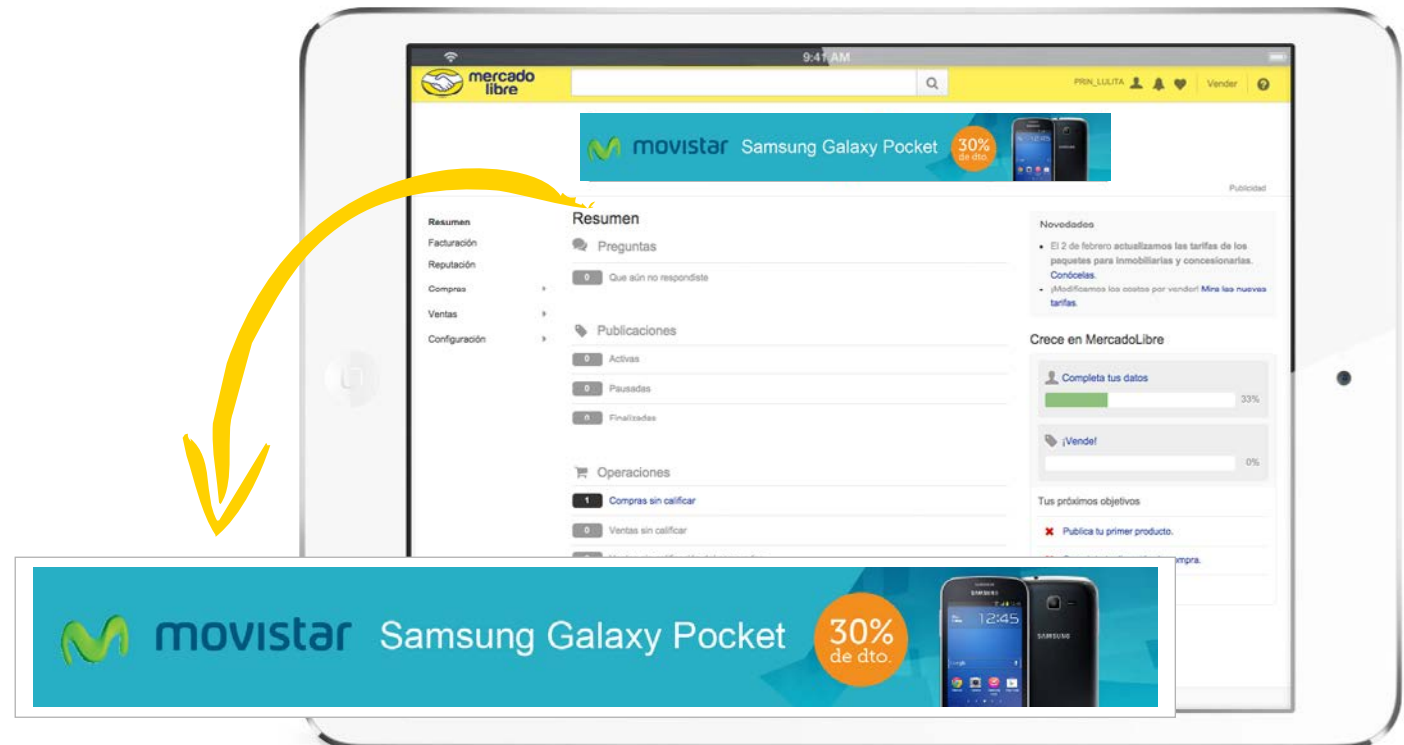 9:41 AM
mercado
libre
PRIN_LULITA
Vender
movistar Samsung Galaxy Pocket 30%
de dto.
Publicidad
Resumen
Facturación
Reputación
Compras
Ventas
Configuración
Resumen
Preguntas
0 Que aún no respondiste
Publicaciones
0 Activas
0 Pausadas
0 Finalizadas
Operaciones
1 Compras sin calificar
0 Ventas sin calificar
Novedades
El 2 de febrero actualizamos las tarifas de los
paquetes para inmobiliarias y concesionarias.
Conócelas.
¡Modificamos los costos por vender! Mira las nuevas
tarifas.
Crece en MercadoLibre
Completa tus datos
33%
¡Vende!
0%
Tus próximos objetivos
Publica tu primer producto.
movistar Samsung Galaxy Pocket 30%
de dto.
SAMSUNG
12:45
SAMSUNG